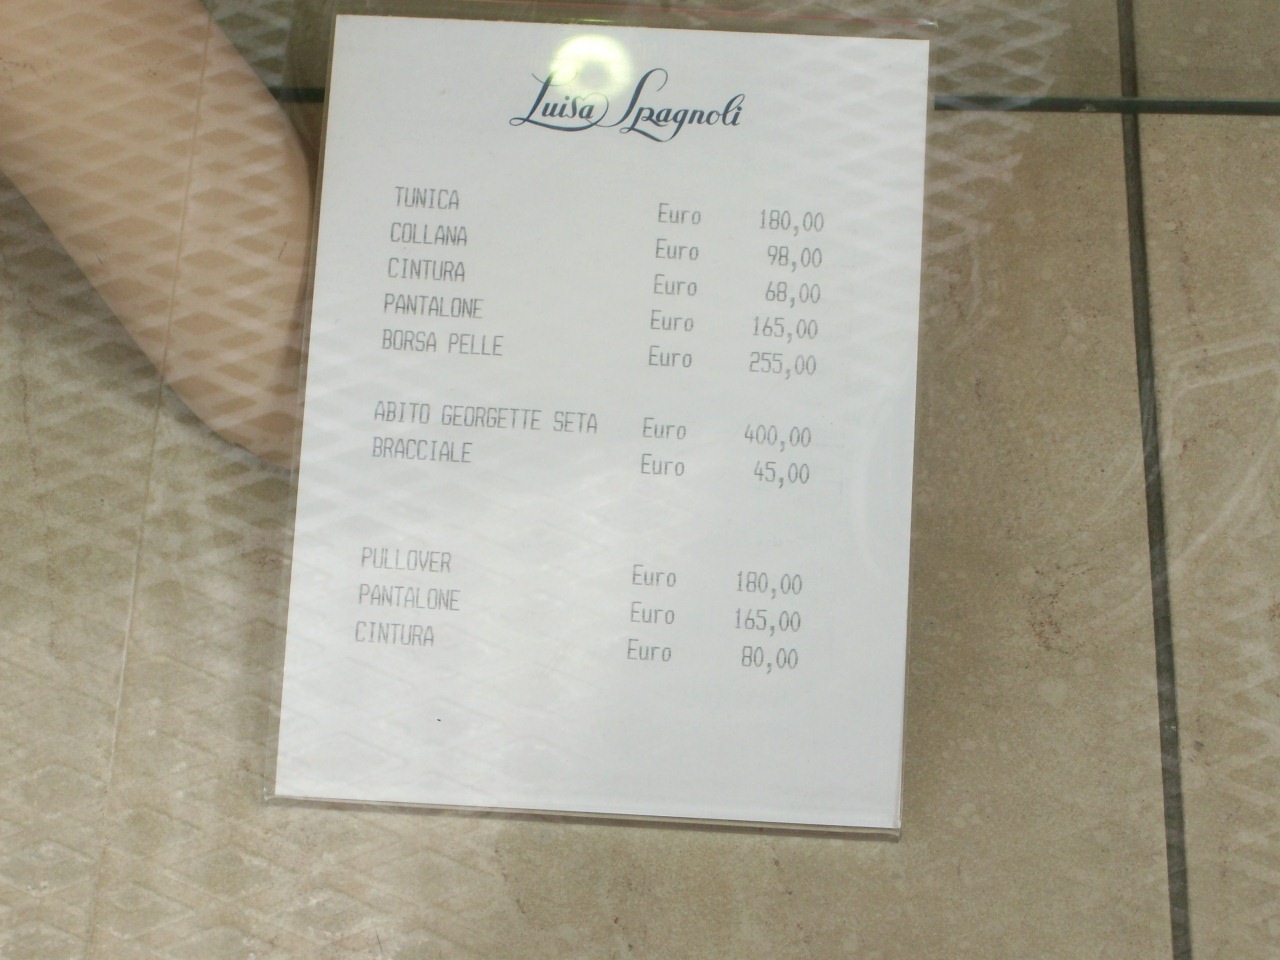 Luisa Spagnoli
TUNICA Euro 180,00
COLLANA Euro 98,00
CINTURA Euro 68,00
PANTALONE Euro 165,00
BORSA PELLE Euro 255,00
ABITO GEORGETTE SETA Euro 400,00
BRACCIALE Euro 45,00
PULLOVER Euro 180,00
PANTALONE Euro 165,00
CINTURA Euro 80,00